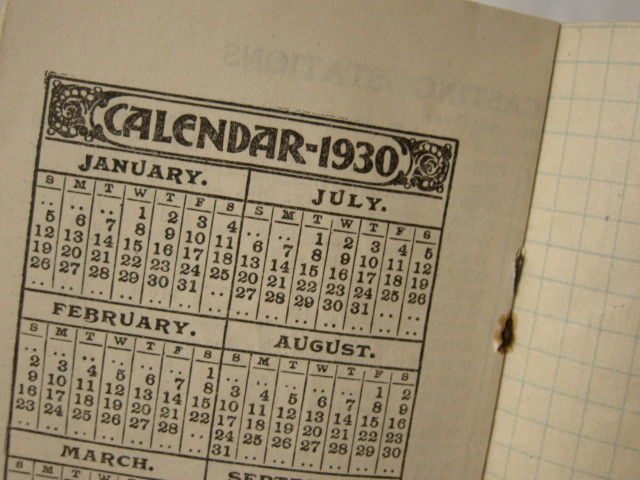 CALENDAR-1930
JANUARY.
S M T W T F S
.. .. .. 1 2 3 4
5 6 7 8 9 10 11
12 13 14 15 16 17 18
19 20 21 22 23 24 25
26 27 28 29 30 31 ..
.. .. .. .. .. .. ..
JULY.
S M T W T F S
.. .. 1 2 3 4 5
6 7 8 9 10 11 12
13 14 15 16 17 18 19
20 21 22 23 24 25 26
27 28 29 30 31 .. ..
FEBRUARY.
S M T W T F S
.. .. .. .. .. .. 1
2 3 4 5 6 7 8
9 10 11 12 13 14 15
16 17 18 19 20 21 22
23 24 25 26 27 28 ..
AUGUST.
S M T W T F S
.. .. .. .. .. 1 2
3 4 5 6 7 8 9
10 11 12 13 14 15 16
17 18 19 20 21 22 23
24 25 26 27 28 29 30
31 .. .. .. .. .. ..
MARCH.
S M T W T F S